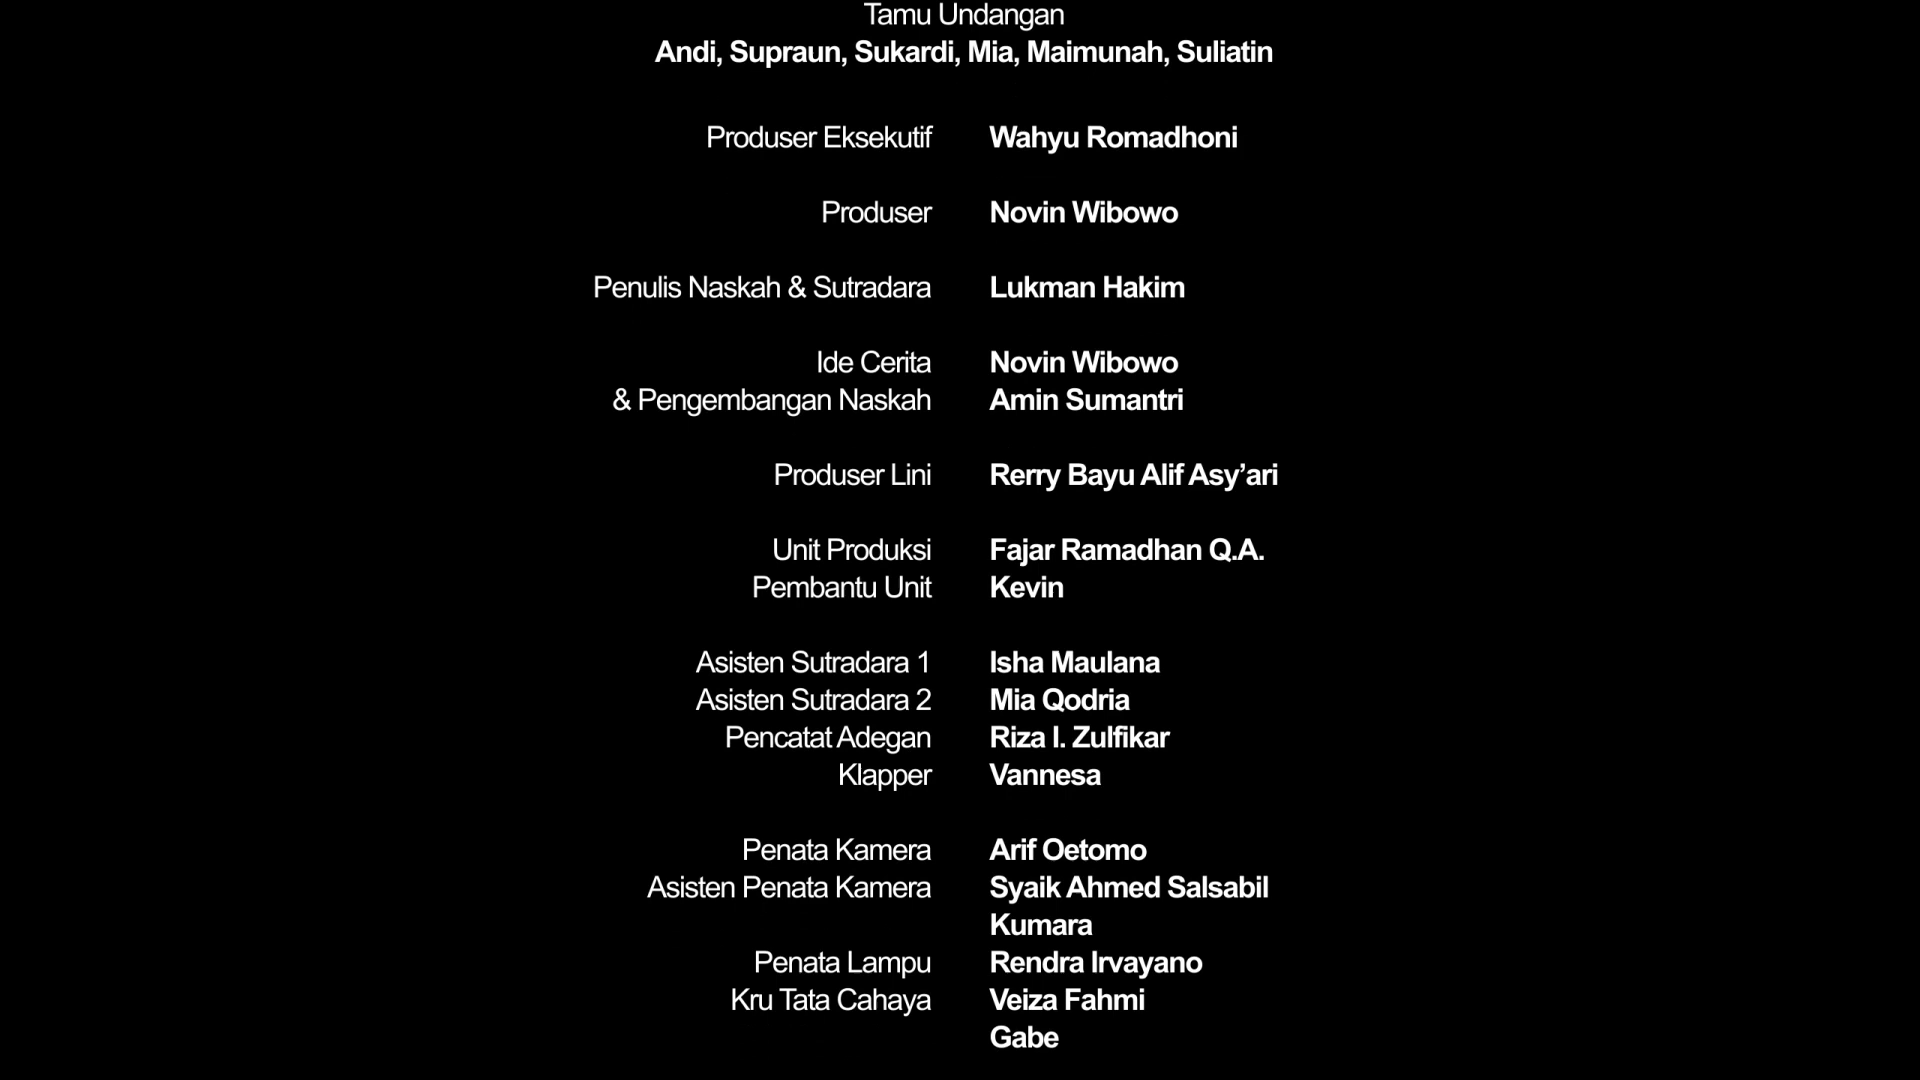 Tamu Undangan
Andi, Supraun, Sukardi, Mia, Maimunah, Suliatin
Produser Eksekutif Wahyu Romadhoni
Produser Novin Wibowo
Penulis Naskah & Sutradara Lukman Hakim
Ide Cerita Novin Wibowo
& Pengembangan Naskah Amin Sumantri
Produser Lini Rerry Bayu Alif Asy’ari
Unit Produksi Fajar Ramadhan Q.A.
Pembantu Unit Kevin
Asisten Sutradara 1 Isha Maulana
Asisten Sutradara 2 Mia Qodria
Pencatat Adegan Riza I. Zulfikar
Klapper Vannesa
Penata Kamera Arif Oetomo
Asisten Penata Kamera Syaik Ahmed Salsabil
Kumara
Penata Lampu Rendra Irvayano
Kru Tata Cahaya Veiza Fahmi
Gabe